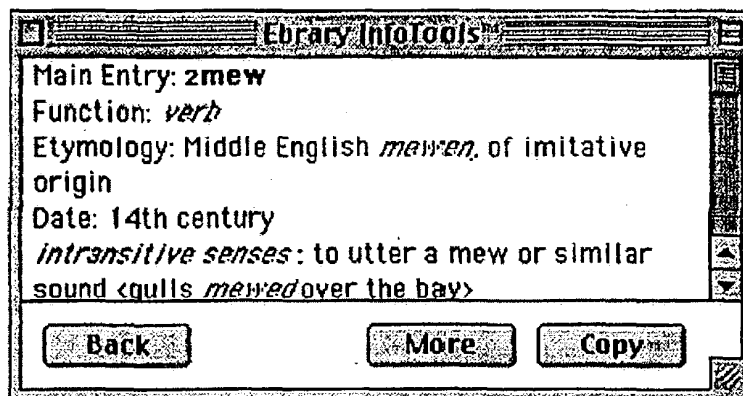 Ebrary InfoTools™
Main Entry: 2mew
Function: verb
Etymology: Middle English mewen, of imitative
origin
Date: 14th century
intransitive senses: to utter a mew or similar
sound <gulls mewed over the bay>
Back More Copy